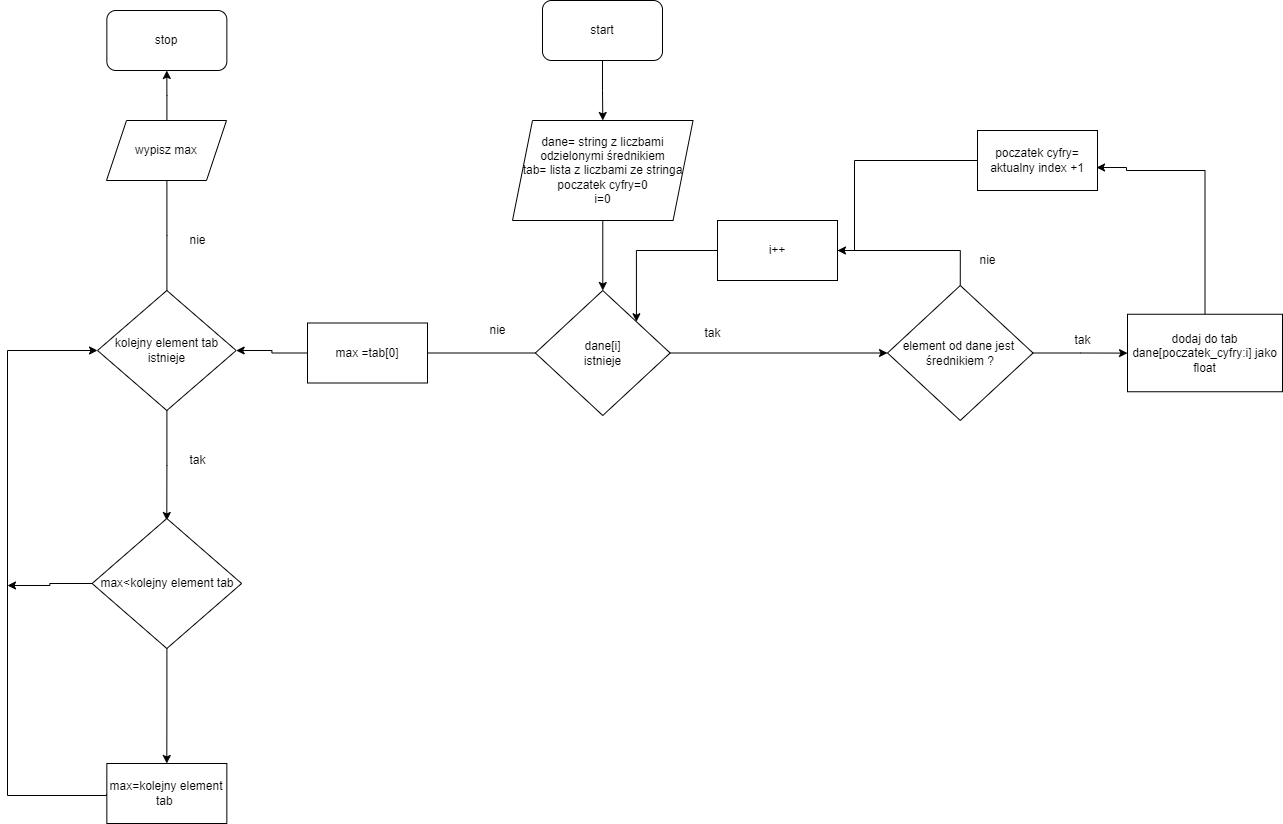 stop
start
wypisz max
dane= string z liczbami
odzielonymi średnikiem
tab= lista z liczbami ze stringa
poczatek cyfry=0
i=0
poczatek cyfry=
aktualny index +1
nie
i++
nie
kolejny element tab
istnieje
max =tab[0]
nie
dane[i]
istnieje
tak
element od dane jest
średnikiem ?
tak
dodaj do tab
dane[poczatek_cyfry:i] jako
float
tak
max<kolejny element tab
max=kolejny element
tab